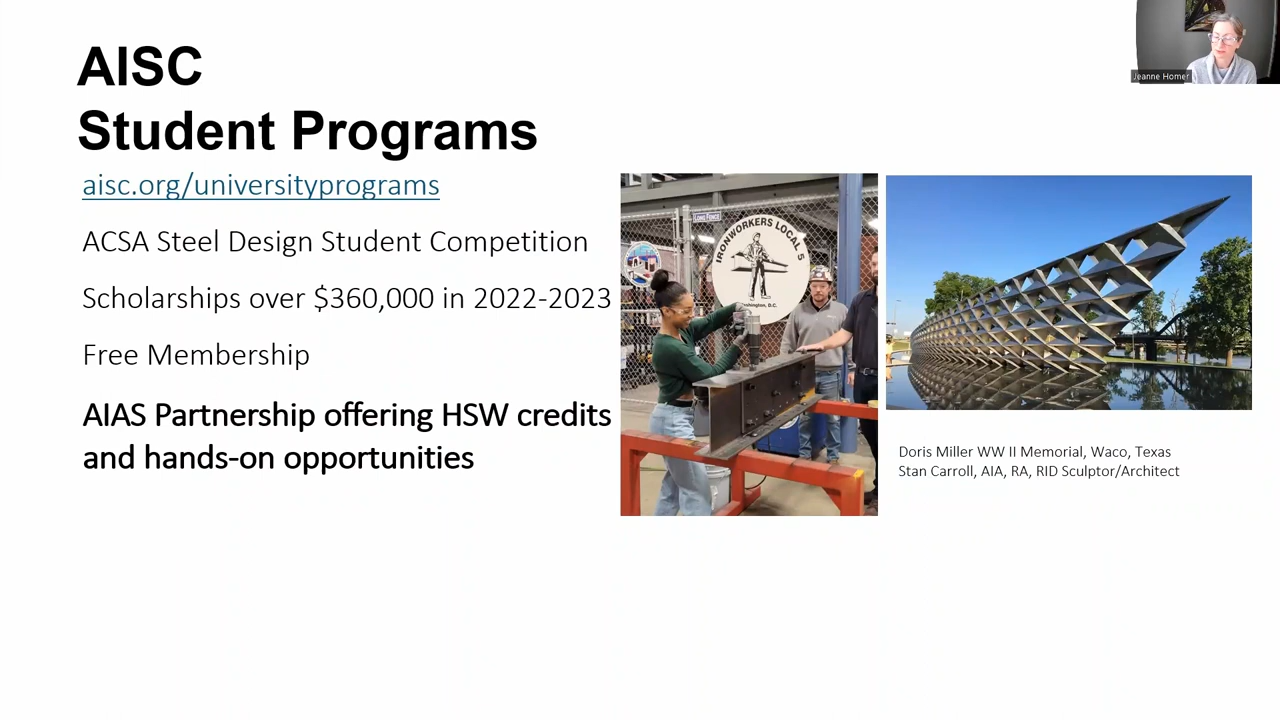 AISC
Student Programs
aisc.org/universityprograms
ACSA Steel Design Student Competition
Scholarships over $360,000 in 2022-2023
Free Membership
AIAS Partnership offering HSW credits
and hands-on opportunities
Jeanne Homer
LONG FENCE
IRONWORKERS LOCAL 5
Washington, D.C.
Doris Miller WW II Memorial, Waco, Texas
Stan Carroll, AIA, RA, RID Sculptor/Architect